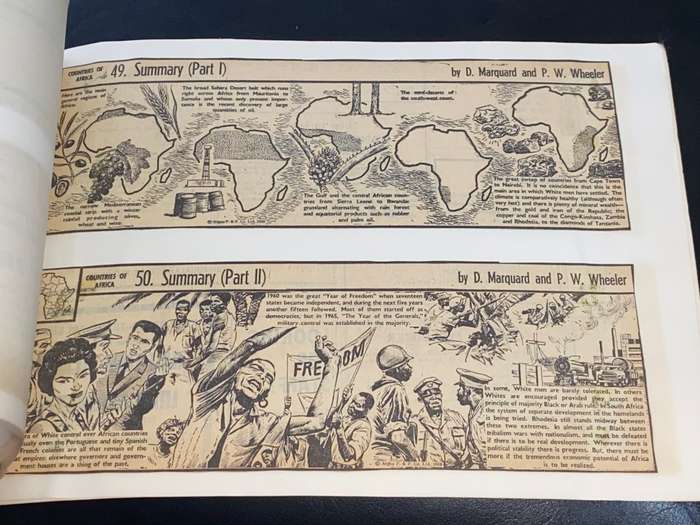 COUNTRIES OF
AFRICA
49. Summary (Part I)
by D. Marquard and P. W. Wheeler
Here are the main
regions of
The narrow Mediterranean
coastal strip with a winter
rainfall producing olives,
wheat and wine.
The broad Sahara Desert belt which runs
right across Africa from Mauritania to
Somalia and whose only present impor-
tance is the recent discovery of large
quantities of oil.
The Gulf and the central African coun-
tries from Sierra Leone to Rwanda:
grassland alternating with rain forest
and equatorial products such as rubber
and palm oil.
The semi-deserts of
the southwest coast.
The great sweep of countries from Cape Town
to Nairobi. It is no coincidence that this is the
main area in which White men have settled. The
climate is comparatively healthy (although often
very hot) and there is plenty of mineral wealth—
from the gold and iron of the Republic; the
copper and coal of the Congo-Kinshasa, Zambia
and Rhodesia, to the diamonds of Tanzania.
COUNTRIES OF
AFRICA
50. Summary (Part II)
by D. Marquard and P. W. Wheeler
of White control over African countries
the Portuguese and tiny Spanish
French colonies are all that remain of the
empires; elsewhere governors and govern-
ment houses are a thing of the past.
1960 was the great "Year of Freedom" when seventeen
states became independent, and during the next five years
another fifteen followed. Most of them started off as
democracies, but in 1965, "The Year of the Generals,"
military control was established in the majority.
FREEDOM
In some, White men are barely tolerated. In others
Whites are encouraged provided they accept the
principle of majority Black or Arab rule. In South Africa
the system of separate development in the homelands
is being tried. Rhodesia still stands midway between
these two extremes. In almost all the Black States
tribalism wars with nationalism, and must be defeated
if there is to be real development. Wherever there is
political stability there is progress. But, there must be
more if the tremendous economic potential of Africa
is to be realized.